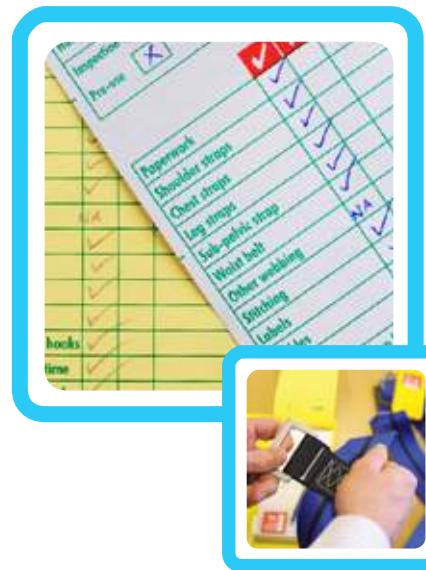 Inspection
Pre-use X
Paperwork
Shoulder straps
Chest straps
Leg straps
Sub-pelvic strap
Waist belt
Other webbing N/A
Stitching
Labels
N/A
hooks
time